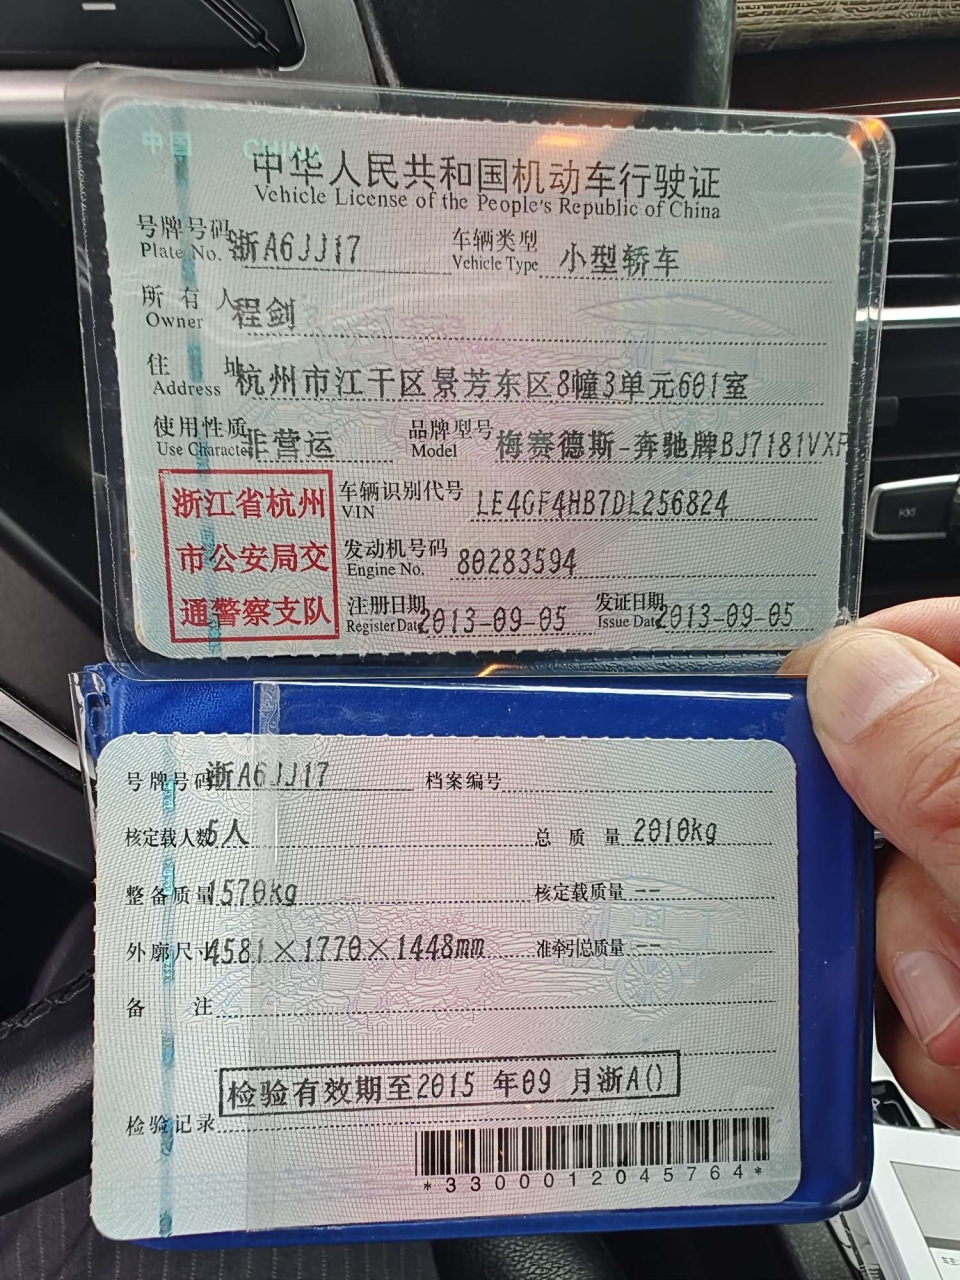 中国 CHINA
中华人民共和国机动车行驶证
Vehicle License of the People's Republic of China
号牌号码 浙A6JJ17 车辆类型 小型轿车
Plate No. Vehicle Type
所有人 程剑
Owner
住址 杭州市江干区景芳东区8幢3单元601室
Address
使用性质 非营运 品牌型号 梅赛德斯-奔驰牌BJ7181VXF
Use Character Model
浙江省杭州
市公安局交
通警察支队
车辆识别代号 LE4GF4HB7DL256824
VIN
发动机号码 80283594
Engine No.
注册日期 2013-09-05 发证日期 2013-09-05
Register Date Issue Date
号牌号码 浙A6JJ17 档案编号
核定载人数 5人 总质量 2010kg
整备质量 1570kg 核定载质量 --
外廓尺寸 4581×1770×1448mm 准牵引总质量 --
备注
检验有效期至2015 年09 月浙A()
检验记录
*3300012045764*